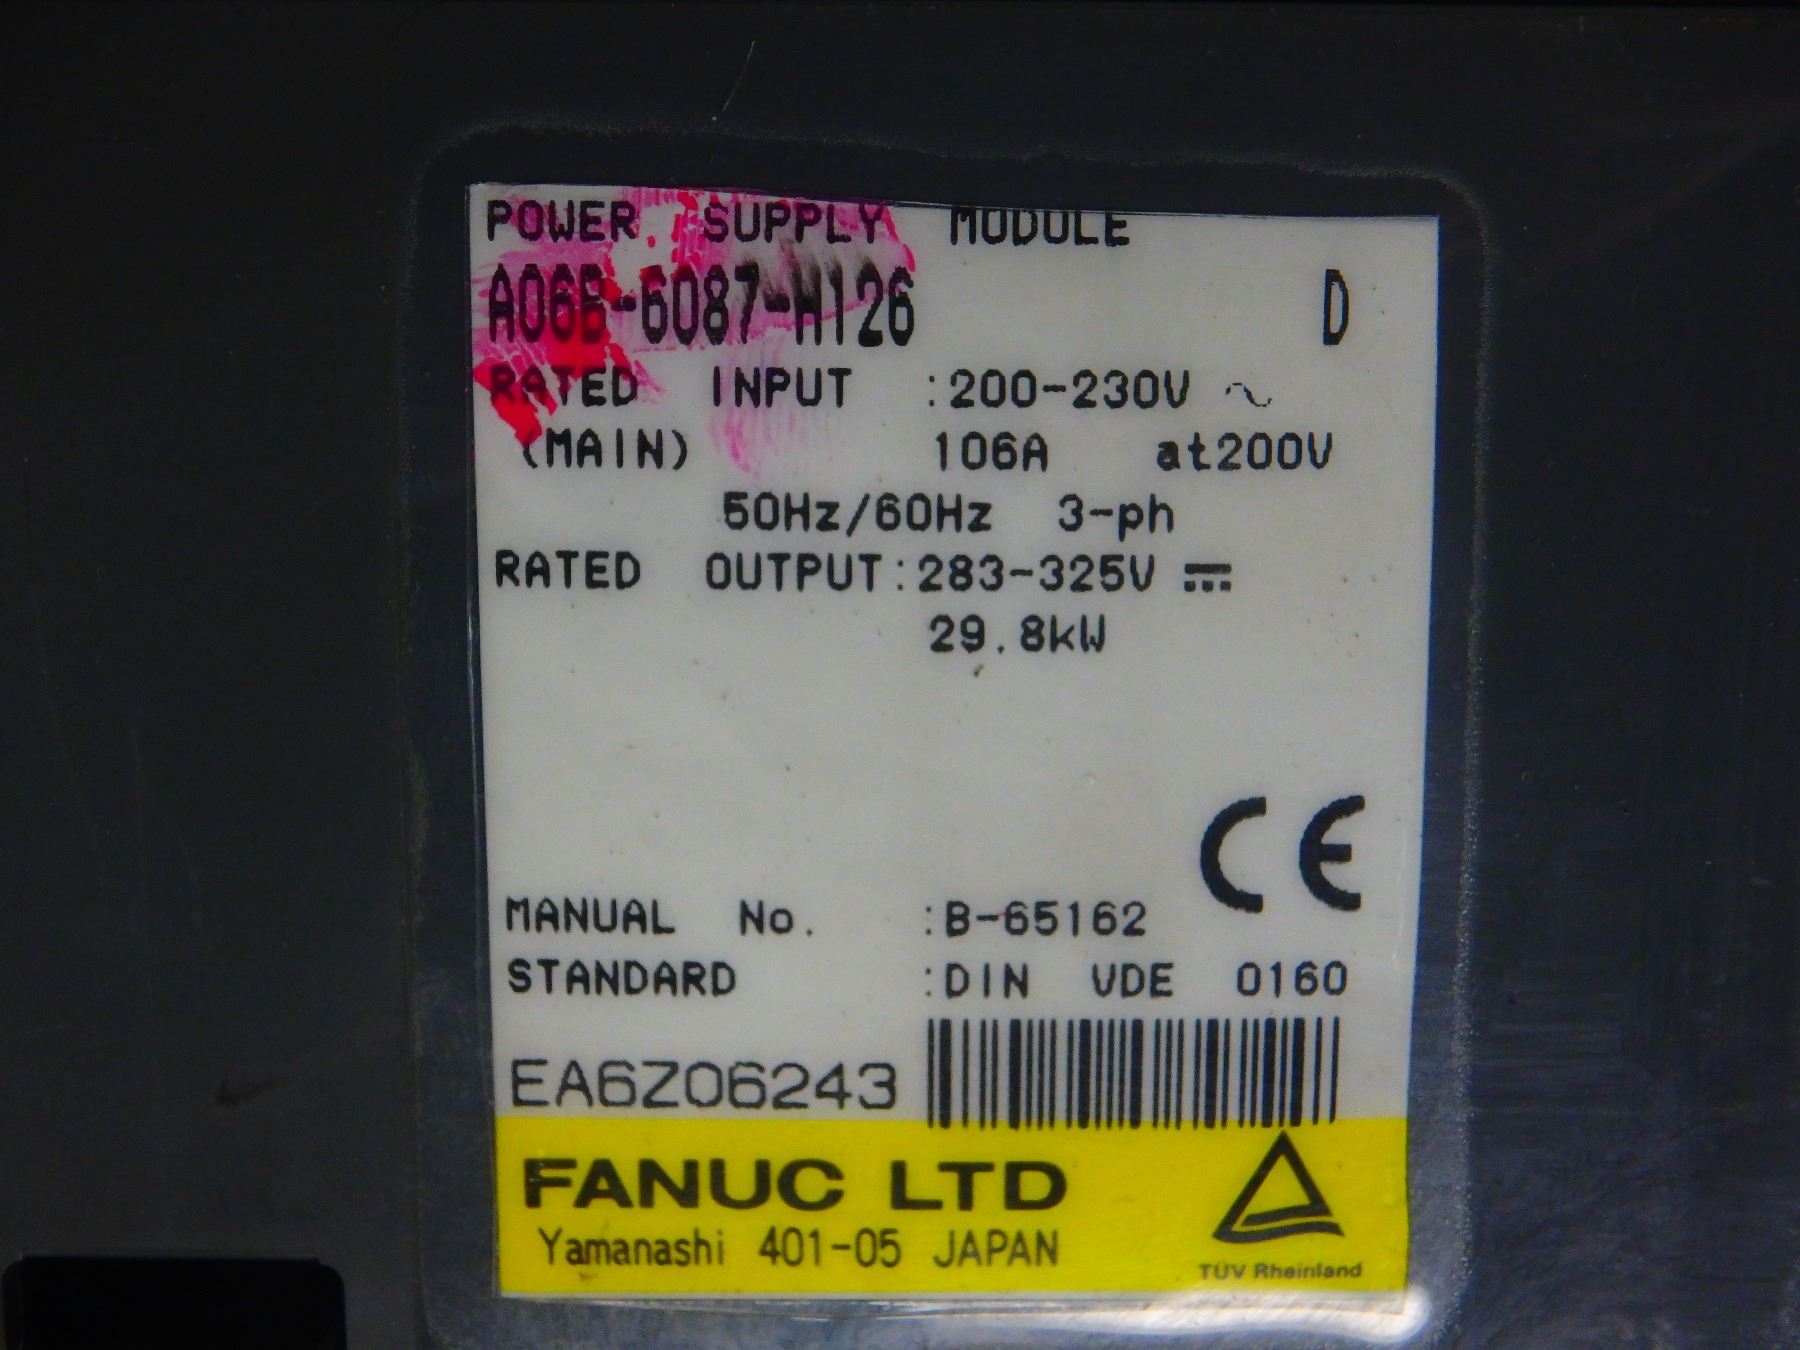 POWER SUPPLY MODULE
A06B-6087-H126 D
RATED INPUT :200-230V ~
(MAIN) 106A at200V
50Hz/60Hz 3-ph
RATED OUTPUT:283-325V ⎓
29.8kW
CE
MANUAL No. :B-65162
STANDARD :DIN VDE 0160
EA6Z06243
FANUC LTD
Yamanashi 401-05 JAPAN
TÜV Rheinland